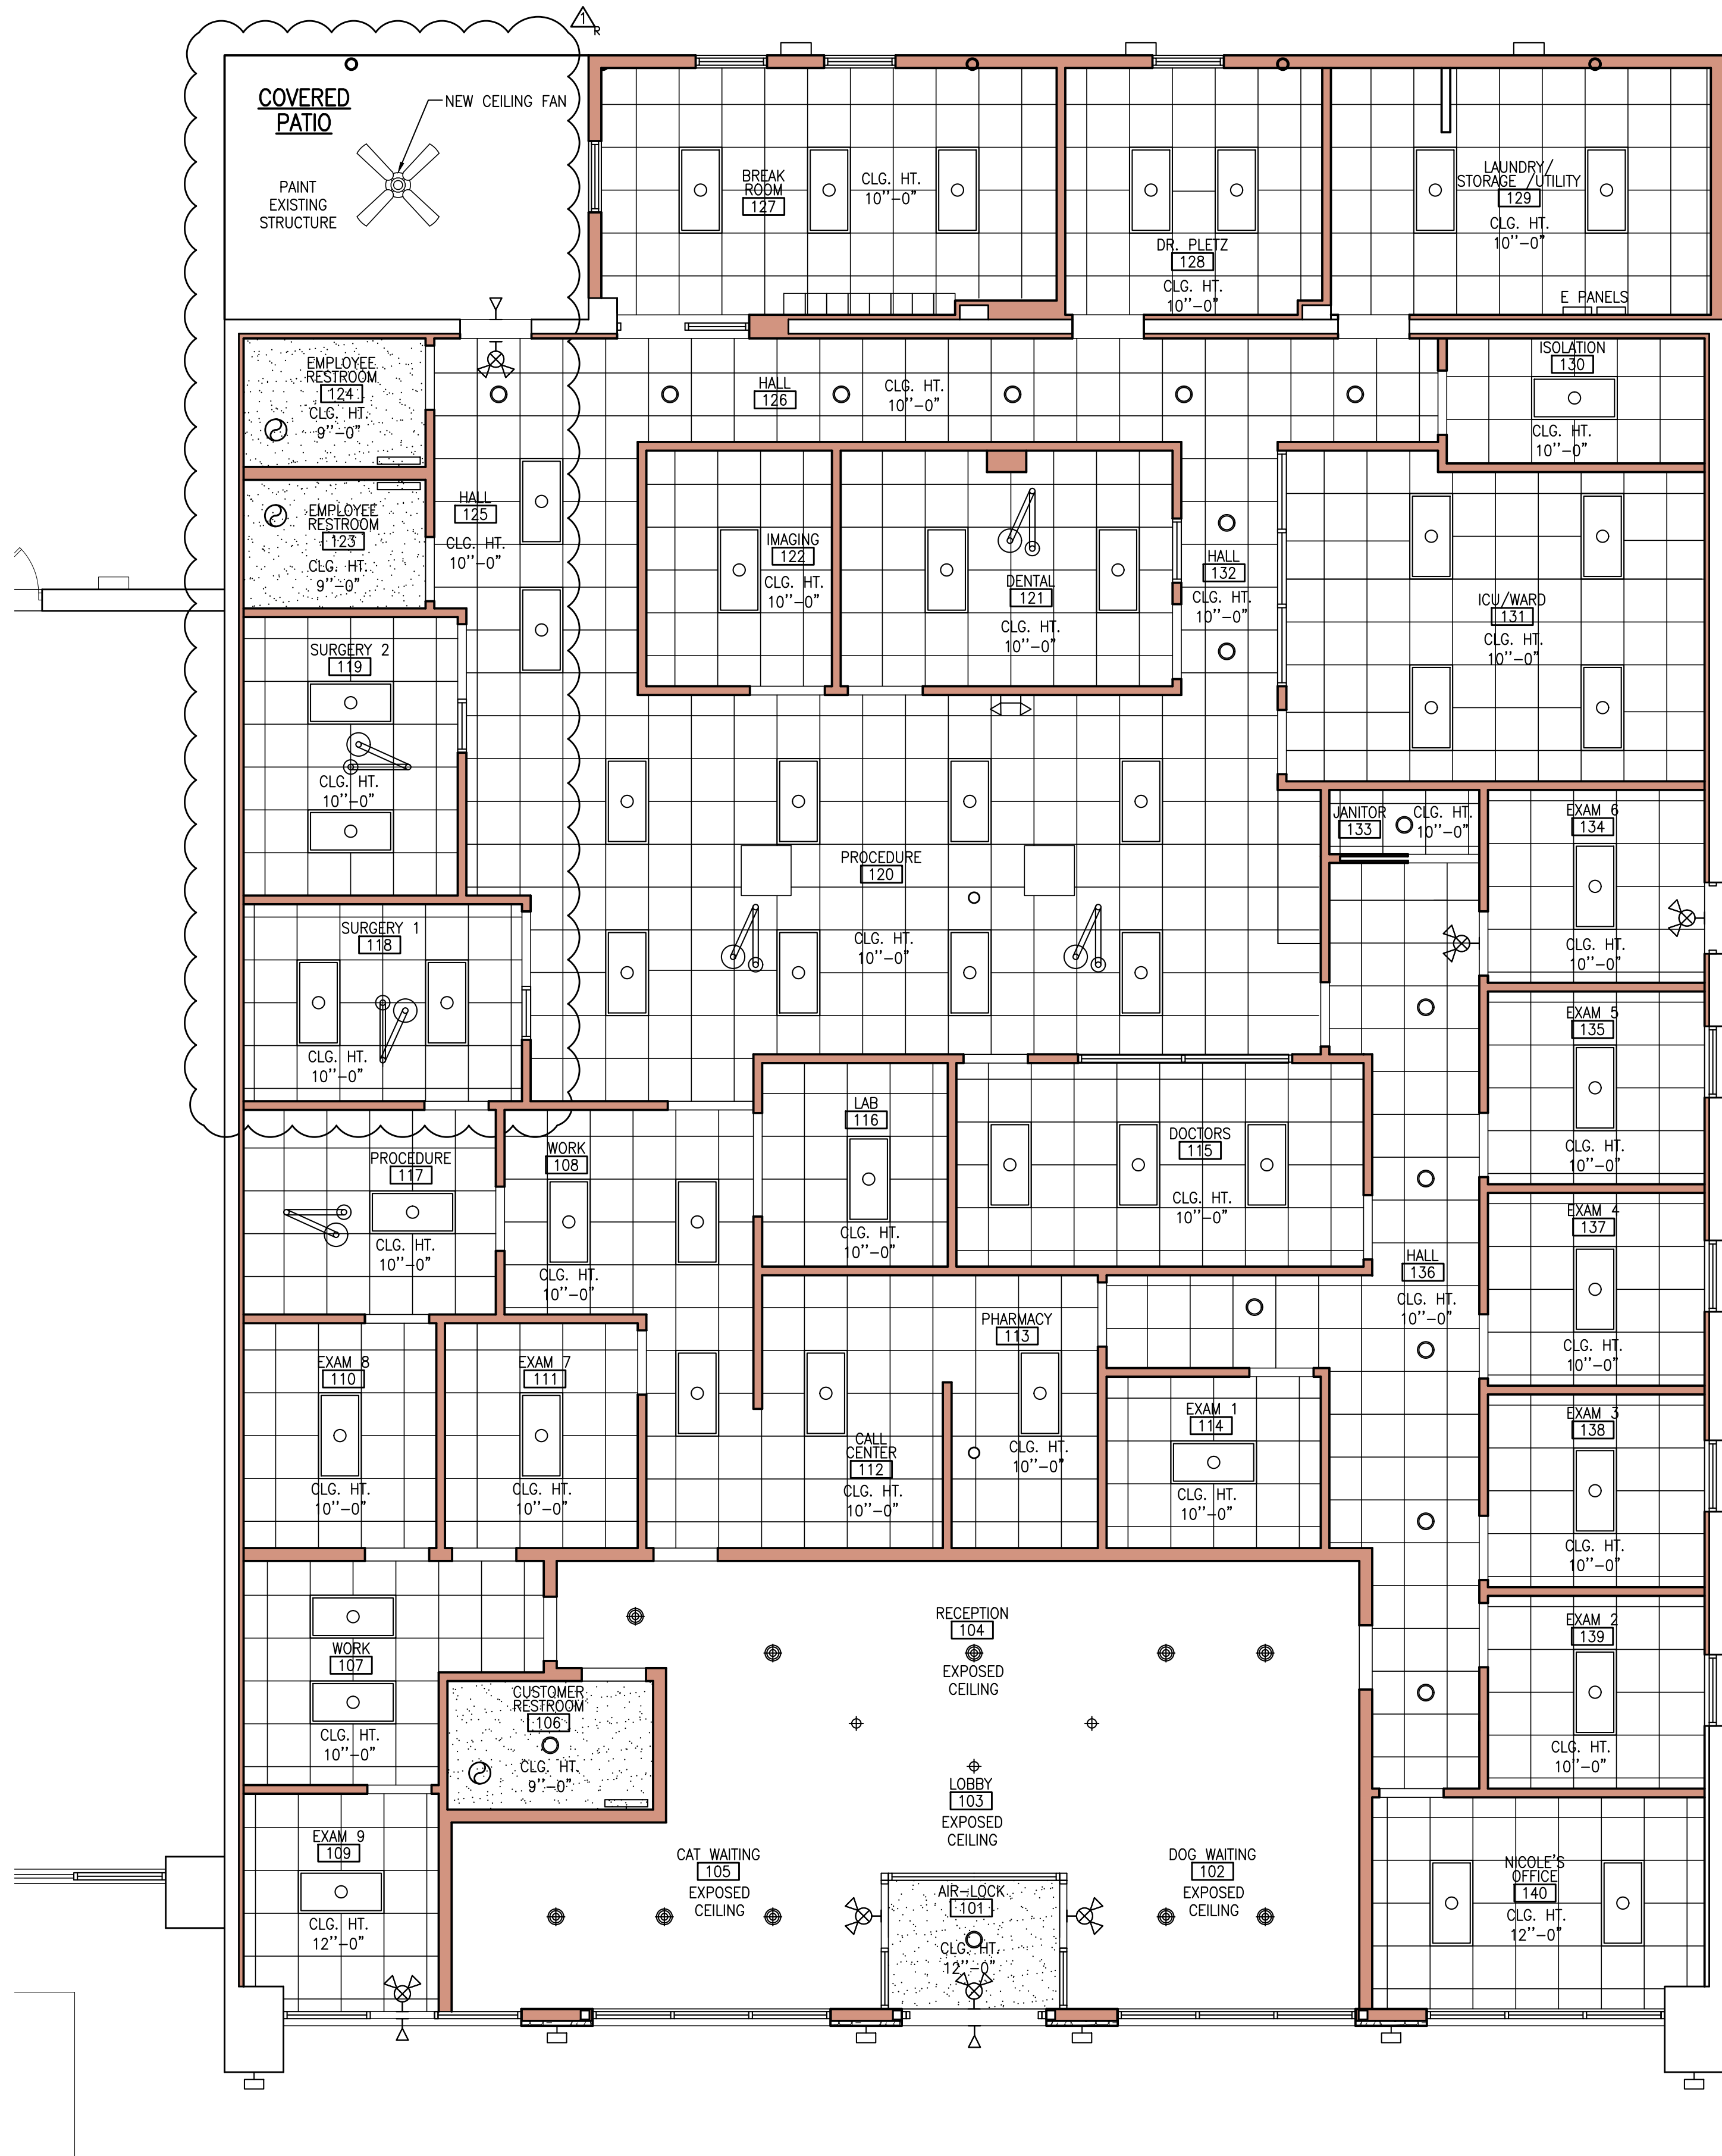 1
R
COVERED
PATIO
NEW CEILING FAN
PAINT
EXISTING
STRUCTURE
BREAK
ROOM
127
CLG. HT.
10''-0"
DR. PLETZ
128
CLG. HT.
10''-0"
LAUNDRY/
STORAGE /UTILITY
129
CLG. HT.
10''-0"
E PANELS
EMPLOYEE
RESTROOM
124
CLG. HT.
9''-0"
HALL
126
CLG. HT.
10''-0"
ISOLATION
130
CLG. HT.
10''-0"
EMPLOYEE
RESTROOM
123
CLG. HT.
9''-0"
HALL
125
CLG. HT.
10''-0"
IMAGING
122
CLG. HT.
10''-0"
DENTAL
121
CLG. HT.
10''-0"
HALL
132
CLG. HT.
10''-0"
ICU/WARD
131
CLG. HT.
10''-0"
SURGERY 2
119
CLG. HT.
10''-0"
PROCEDURE
120
CLG. HT.
10''-0"
JANITOR
133
CLG. HT.
10''-0"
EXAM 6
134
CLG. HT.
10''-0"
SURGERY 1
118
CLG. HT.
10''-0"
EXAM 5
135
CLG. HT.
10''-0"
LAB
116
CLG. HT.
10''-0"
DOCTORS
115
CLG. HT.
10''-0"
PROCEDURE
117
CLG. HT.
10''-0"
WORK
108
CLG. HT.
10''-0"
EXAM 4
137
CLG. HT.
10''-0"
HALL
136
CLG. HT.
10''-0"
PHARMACY
113
CLG. HT.
10''-0"
EXAM 8
110
CLG. HT.
10''-0"
EXAM 7
111
CLG. HT.
10''-0"
CALL
CENTER
112
CLG. HT.
10''-0"
EXAM 1
114
CLG. HT.
10''-0"
EXAM 3
138
CLG. HT.
10''-0"
RECEPTION
104
EXPOSED
CEILING
EXAM 2
139
CLG. HT.
10''-0"
WORK
107
CLG. HT.
10''-0"
CUSTOMER
RESTROOM
106
CLG. HT.
9''-0"
LOBBY
103
EXPOSED
CEILING
EXAM 9
109
CLG. HT.
12''-0"
CAT WAITING
105
EXPOSED
CEILING
AIR-LOCK
101
CLG. HT.
12''-0"
DOG WAITING
102
EXPOSED
CEILING
NICOLE'S
OFFICE
140
CLG. HT.
12''-0"